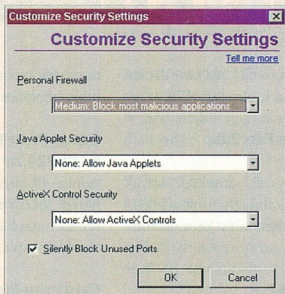 Customize Security Settings
Customize Security Settings
Tell me more
Personal Firewall
Medium: Block most malicious applications
Java Applet Security
None: Allow Java Applets
ActiveX Control Security
None: Allow ActiveX Controls
Silently Block Unused Ports
OK
Cancel